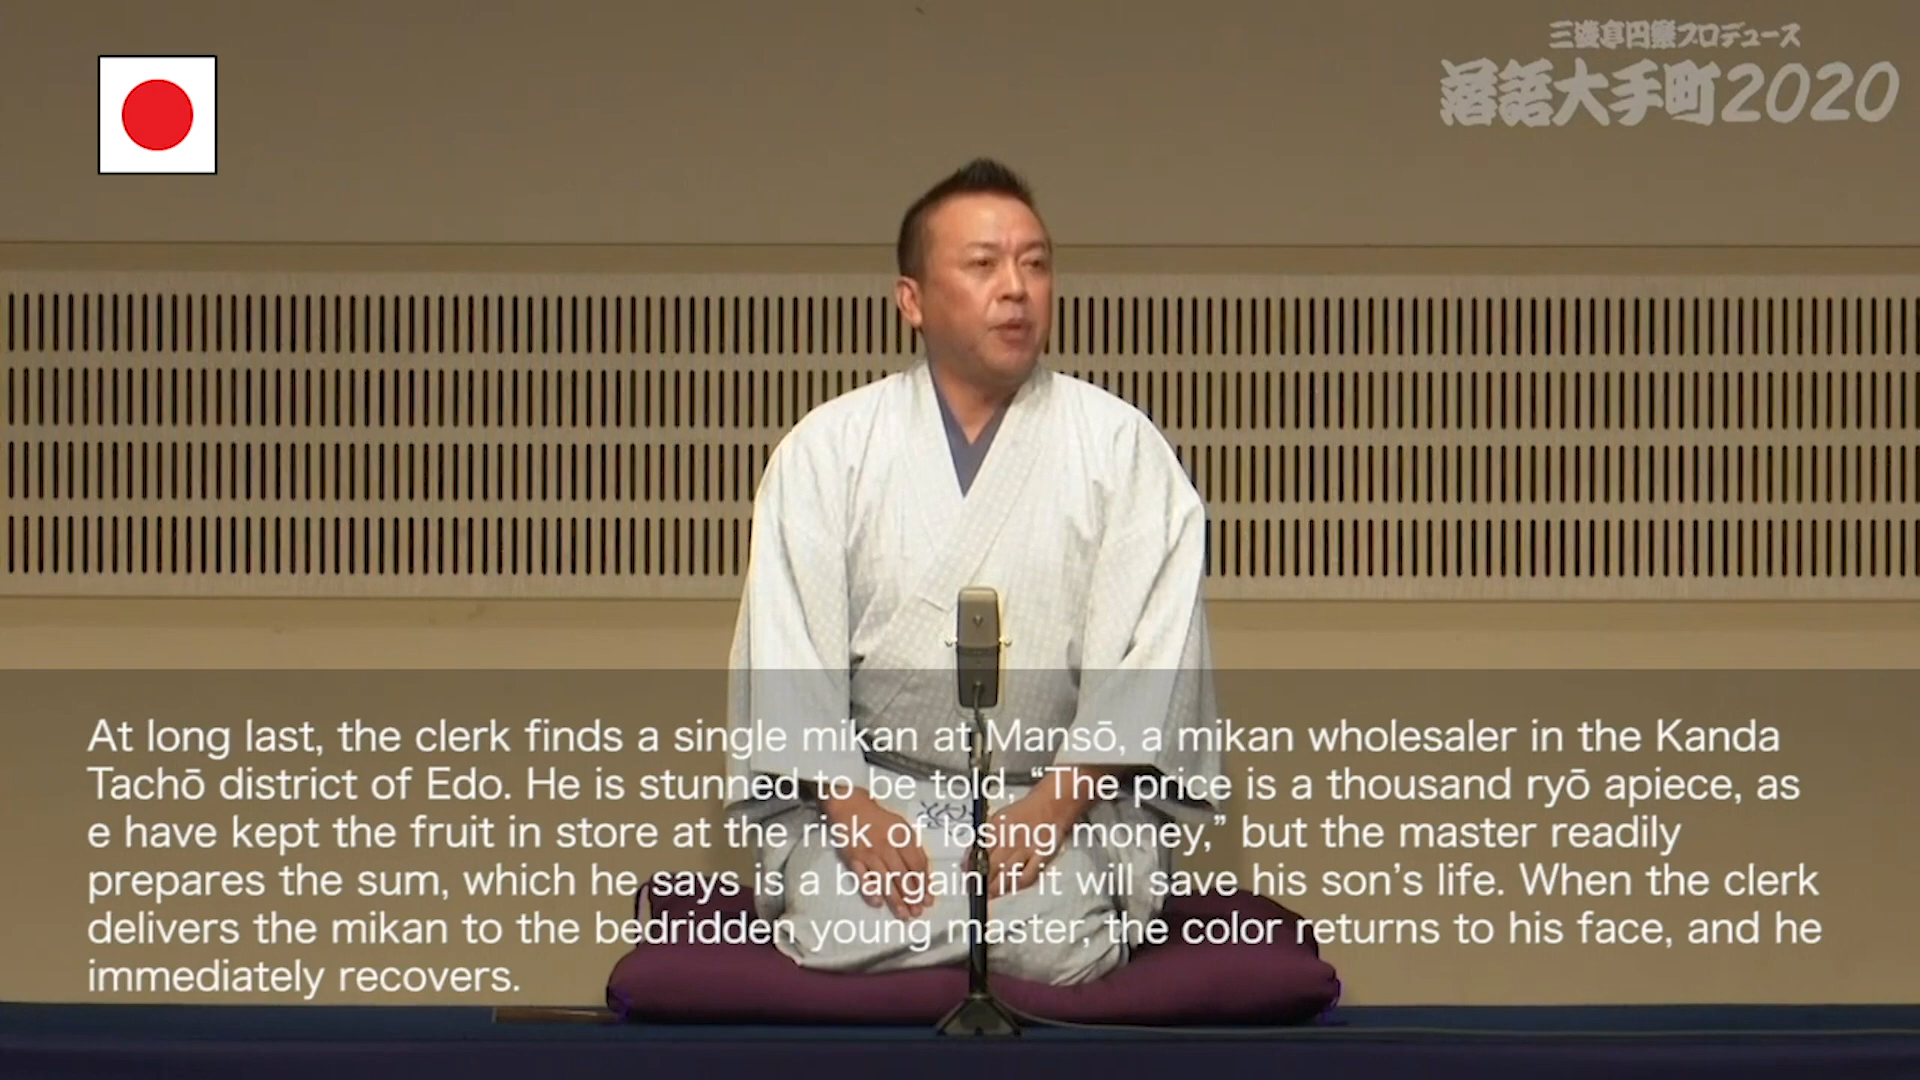 三遊亭円楽プロデュース
落語大手町2020
At long last, the clerk finds a single mikan at Mansō, a mikan wholesaler in the Kanda
Tachō district of Edo. He is stunned to be told, “The price is a thousand ryō apiece, as
e have kept the fruit in store at the risk of losing money,” but the master readily
prepares the sum, which he says is a bargain if it will save his son’s life. When the clerk
delivers the mikan to the bedridden young master, the color returns to his face, and he
immediately recovers.